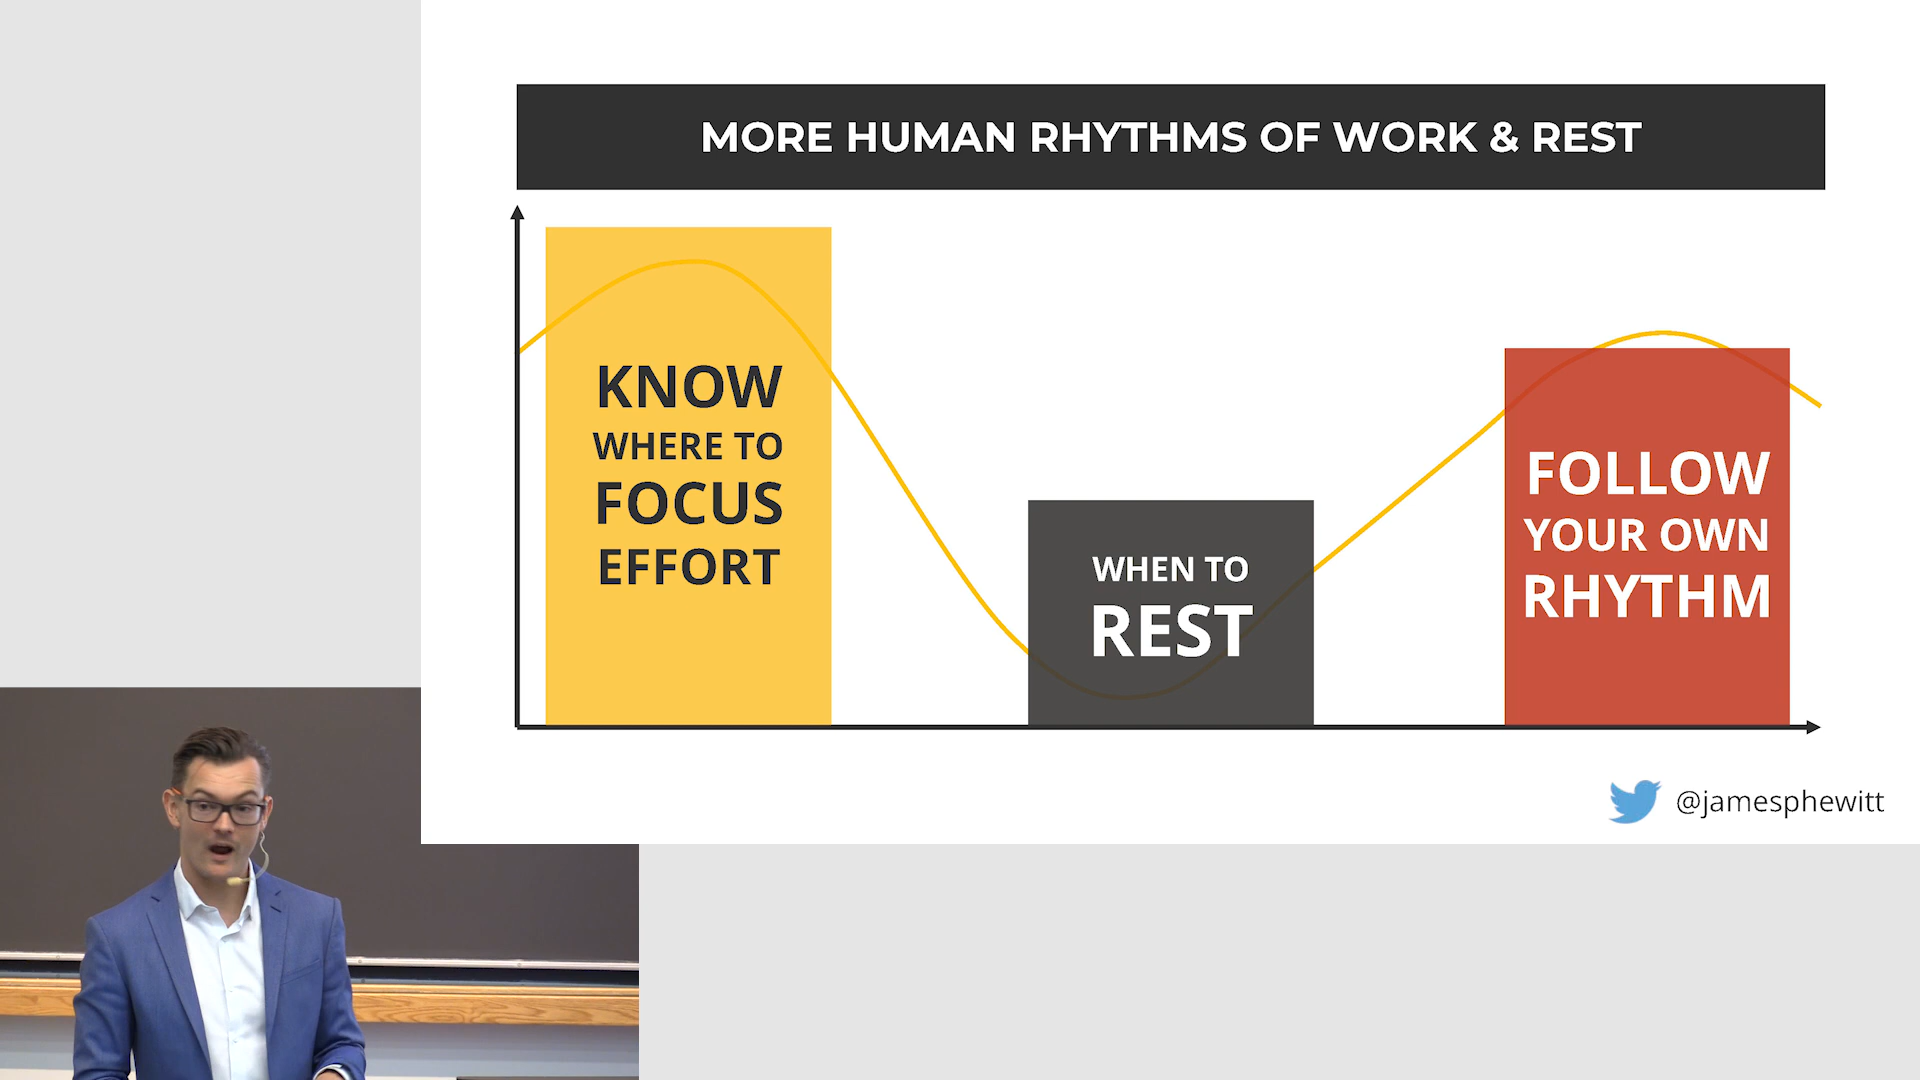 MORE HUMAN RHYTHMS OF WORK & REST
KNOW
WHERE TO
FOCUS
EFFORT
WHEN TO
REST
FOLLOW
YOUR OWN
RHYTHM
@jamesphewitt